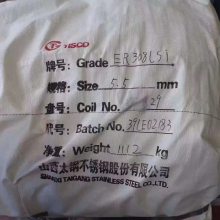 TISCO
牌号: Grade ER308LSi
规格: Size 5.5 mm
盘号: Coil No. 29
批号: Batch No. 391E02183
净重: Weight 1112 kg
山西太钢不锈钢股份有限公司
SHANXI TAIGANG STAINLESS STEEL CO.,LTD.